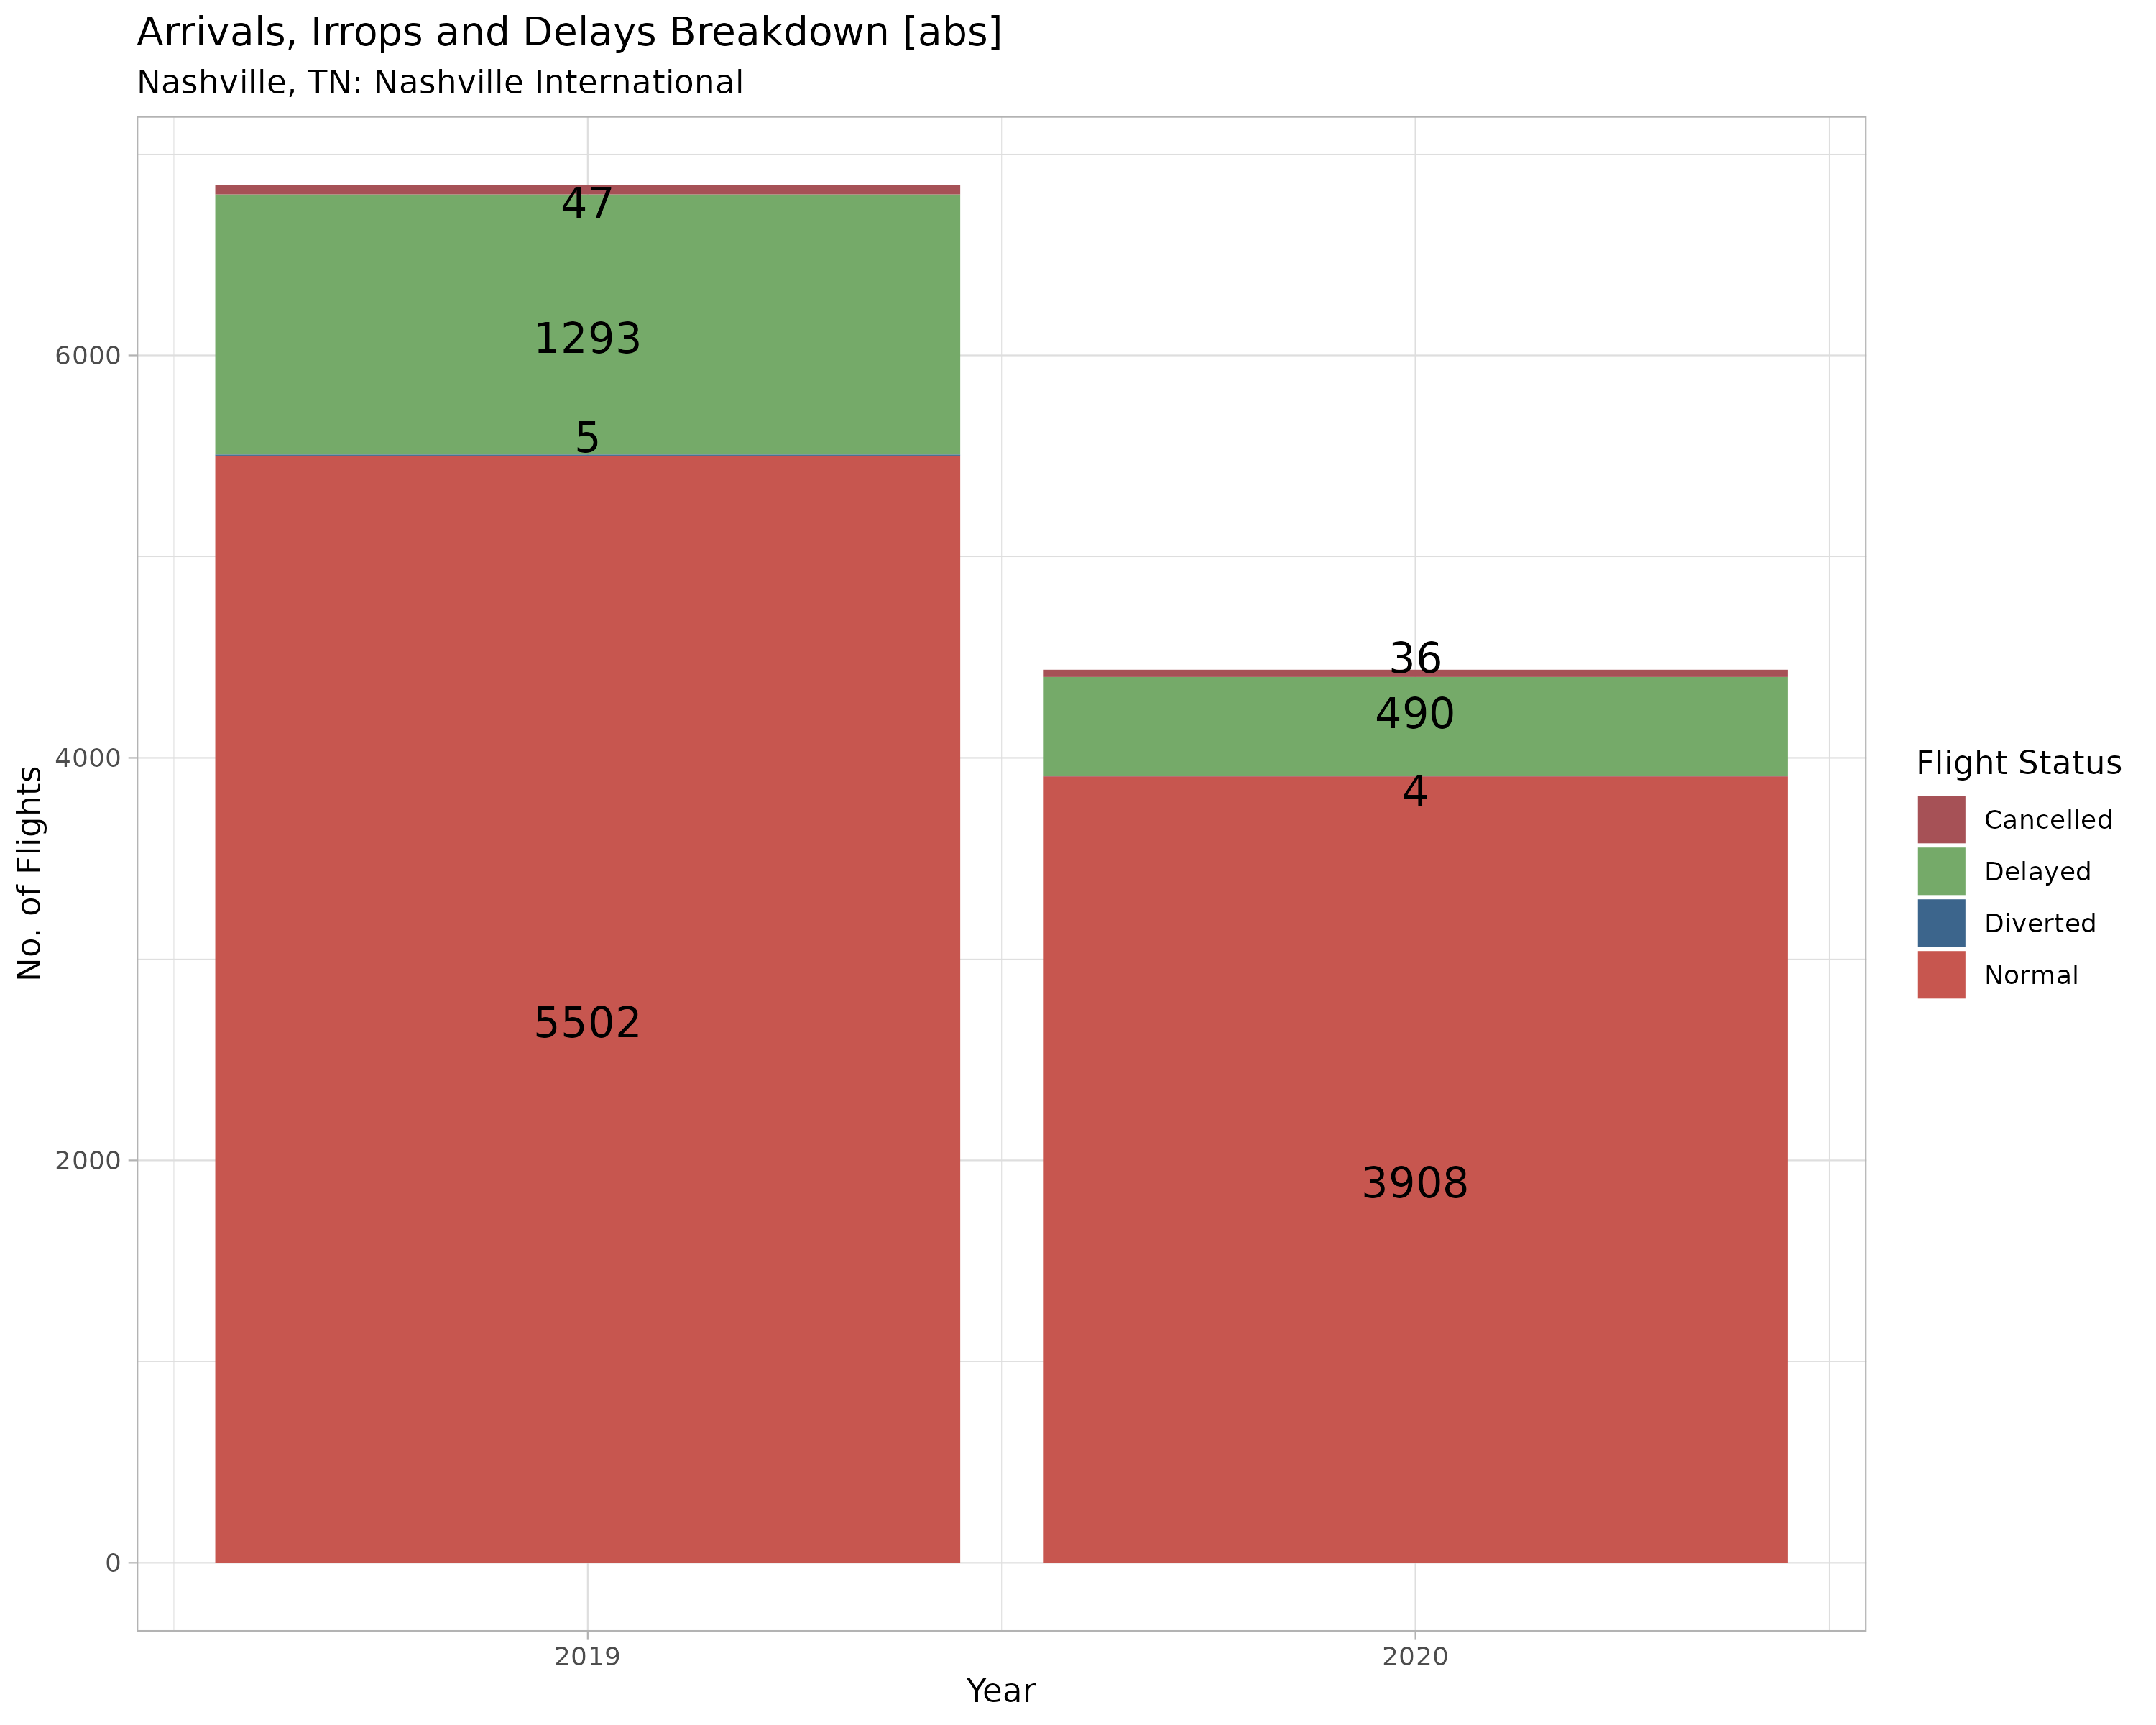 Arrivals, Irrops and Delays Breakdown [abs]
Nashville, TN: Nashville International
No. of Flights
6000
4000
2000
0
47
1293
5
5502
36
490
4
3908
2019
2020
Year
Flight Status
Cancelled
Delayed
Diverted
Normal